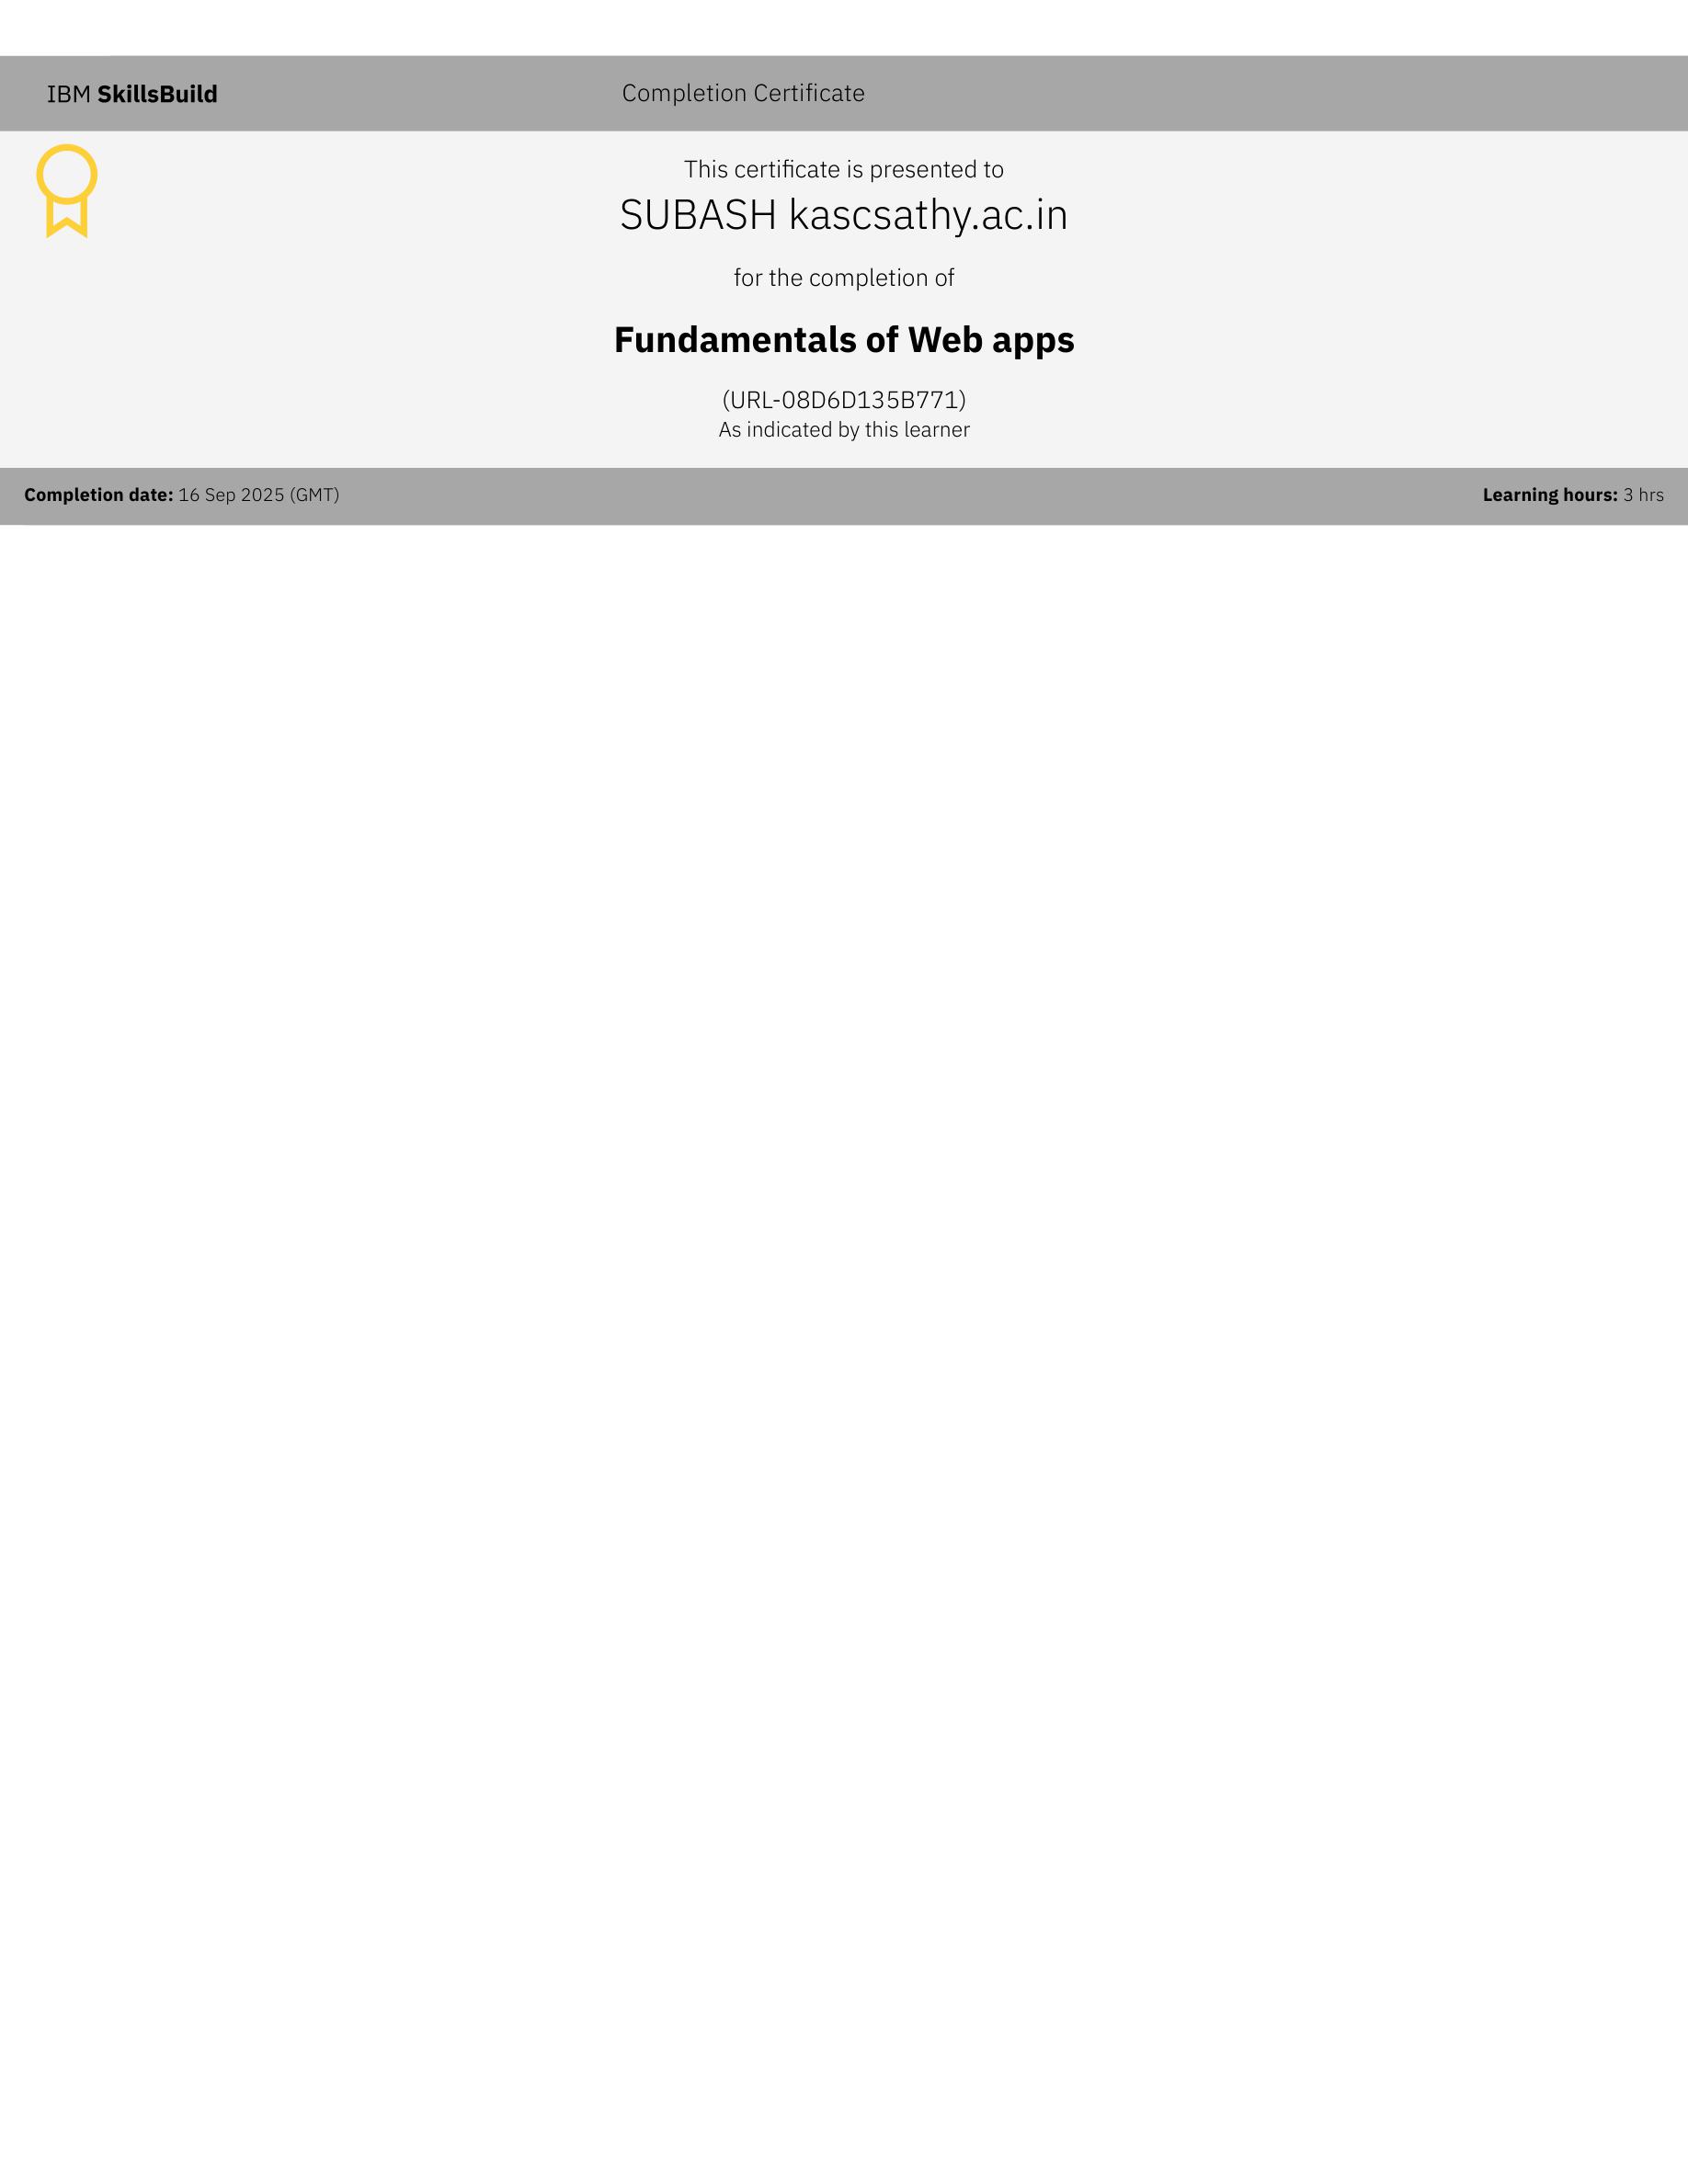 IBM SkillsBuild
Completion Certificate
This certificate is presented to
SUBASH kascsathy.ac.in
for the completion of
Fundamentals of Web apps
(URL-08D6D135B771)
As indicated by this learner
Completion date: 16 Sep 2025 (GMT)
Learning hours: 3 hrs